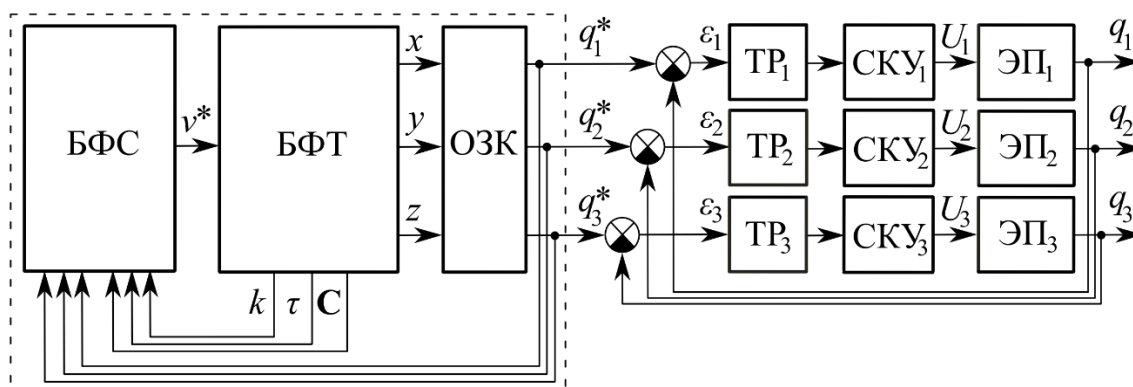 БФС v* БФТ x ОЗК q1* ε1 ТР1 СКУ1 U1 ЭП1 q1
y q2* ε2 ТР2 СКУ2 U2 ЭП2 q2
z q3* ε3 ТР3 СКУ3 U3 ЭП3 q3
k τ C